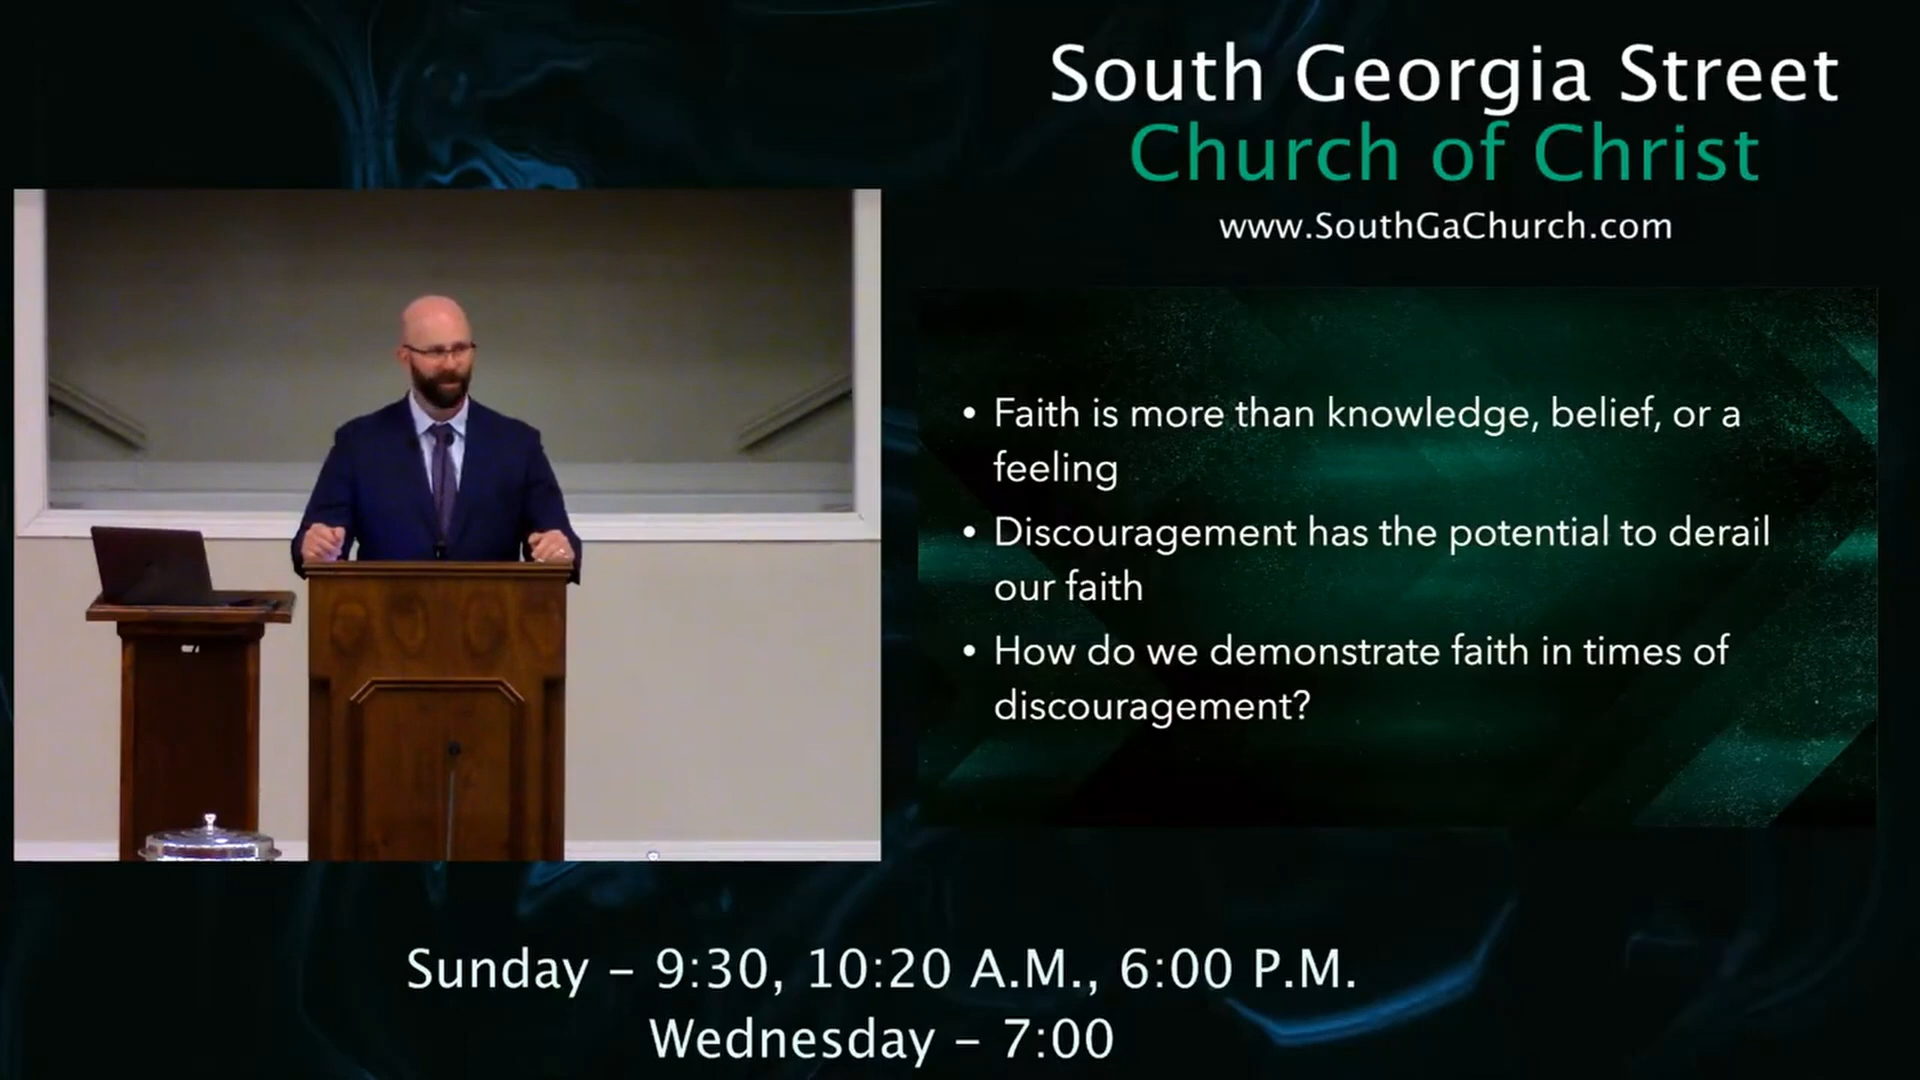 South Georgia Street
Church of Christ
www.SouthGaChurch.com
• Faith is more than knowledge, belief, or a
feeling
• Discouragement has the potential to derail
our faith
• How do we demonstrate faith in times of
discouragement?
Sunday – 9:30, 10:20 A.M., 6:00 P.M.
Wednesday – 7:00